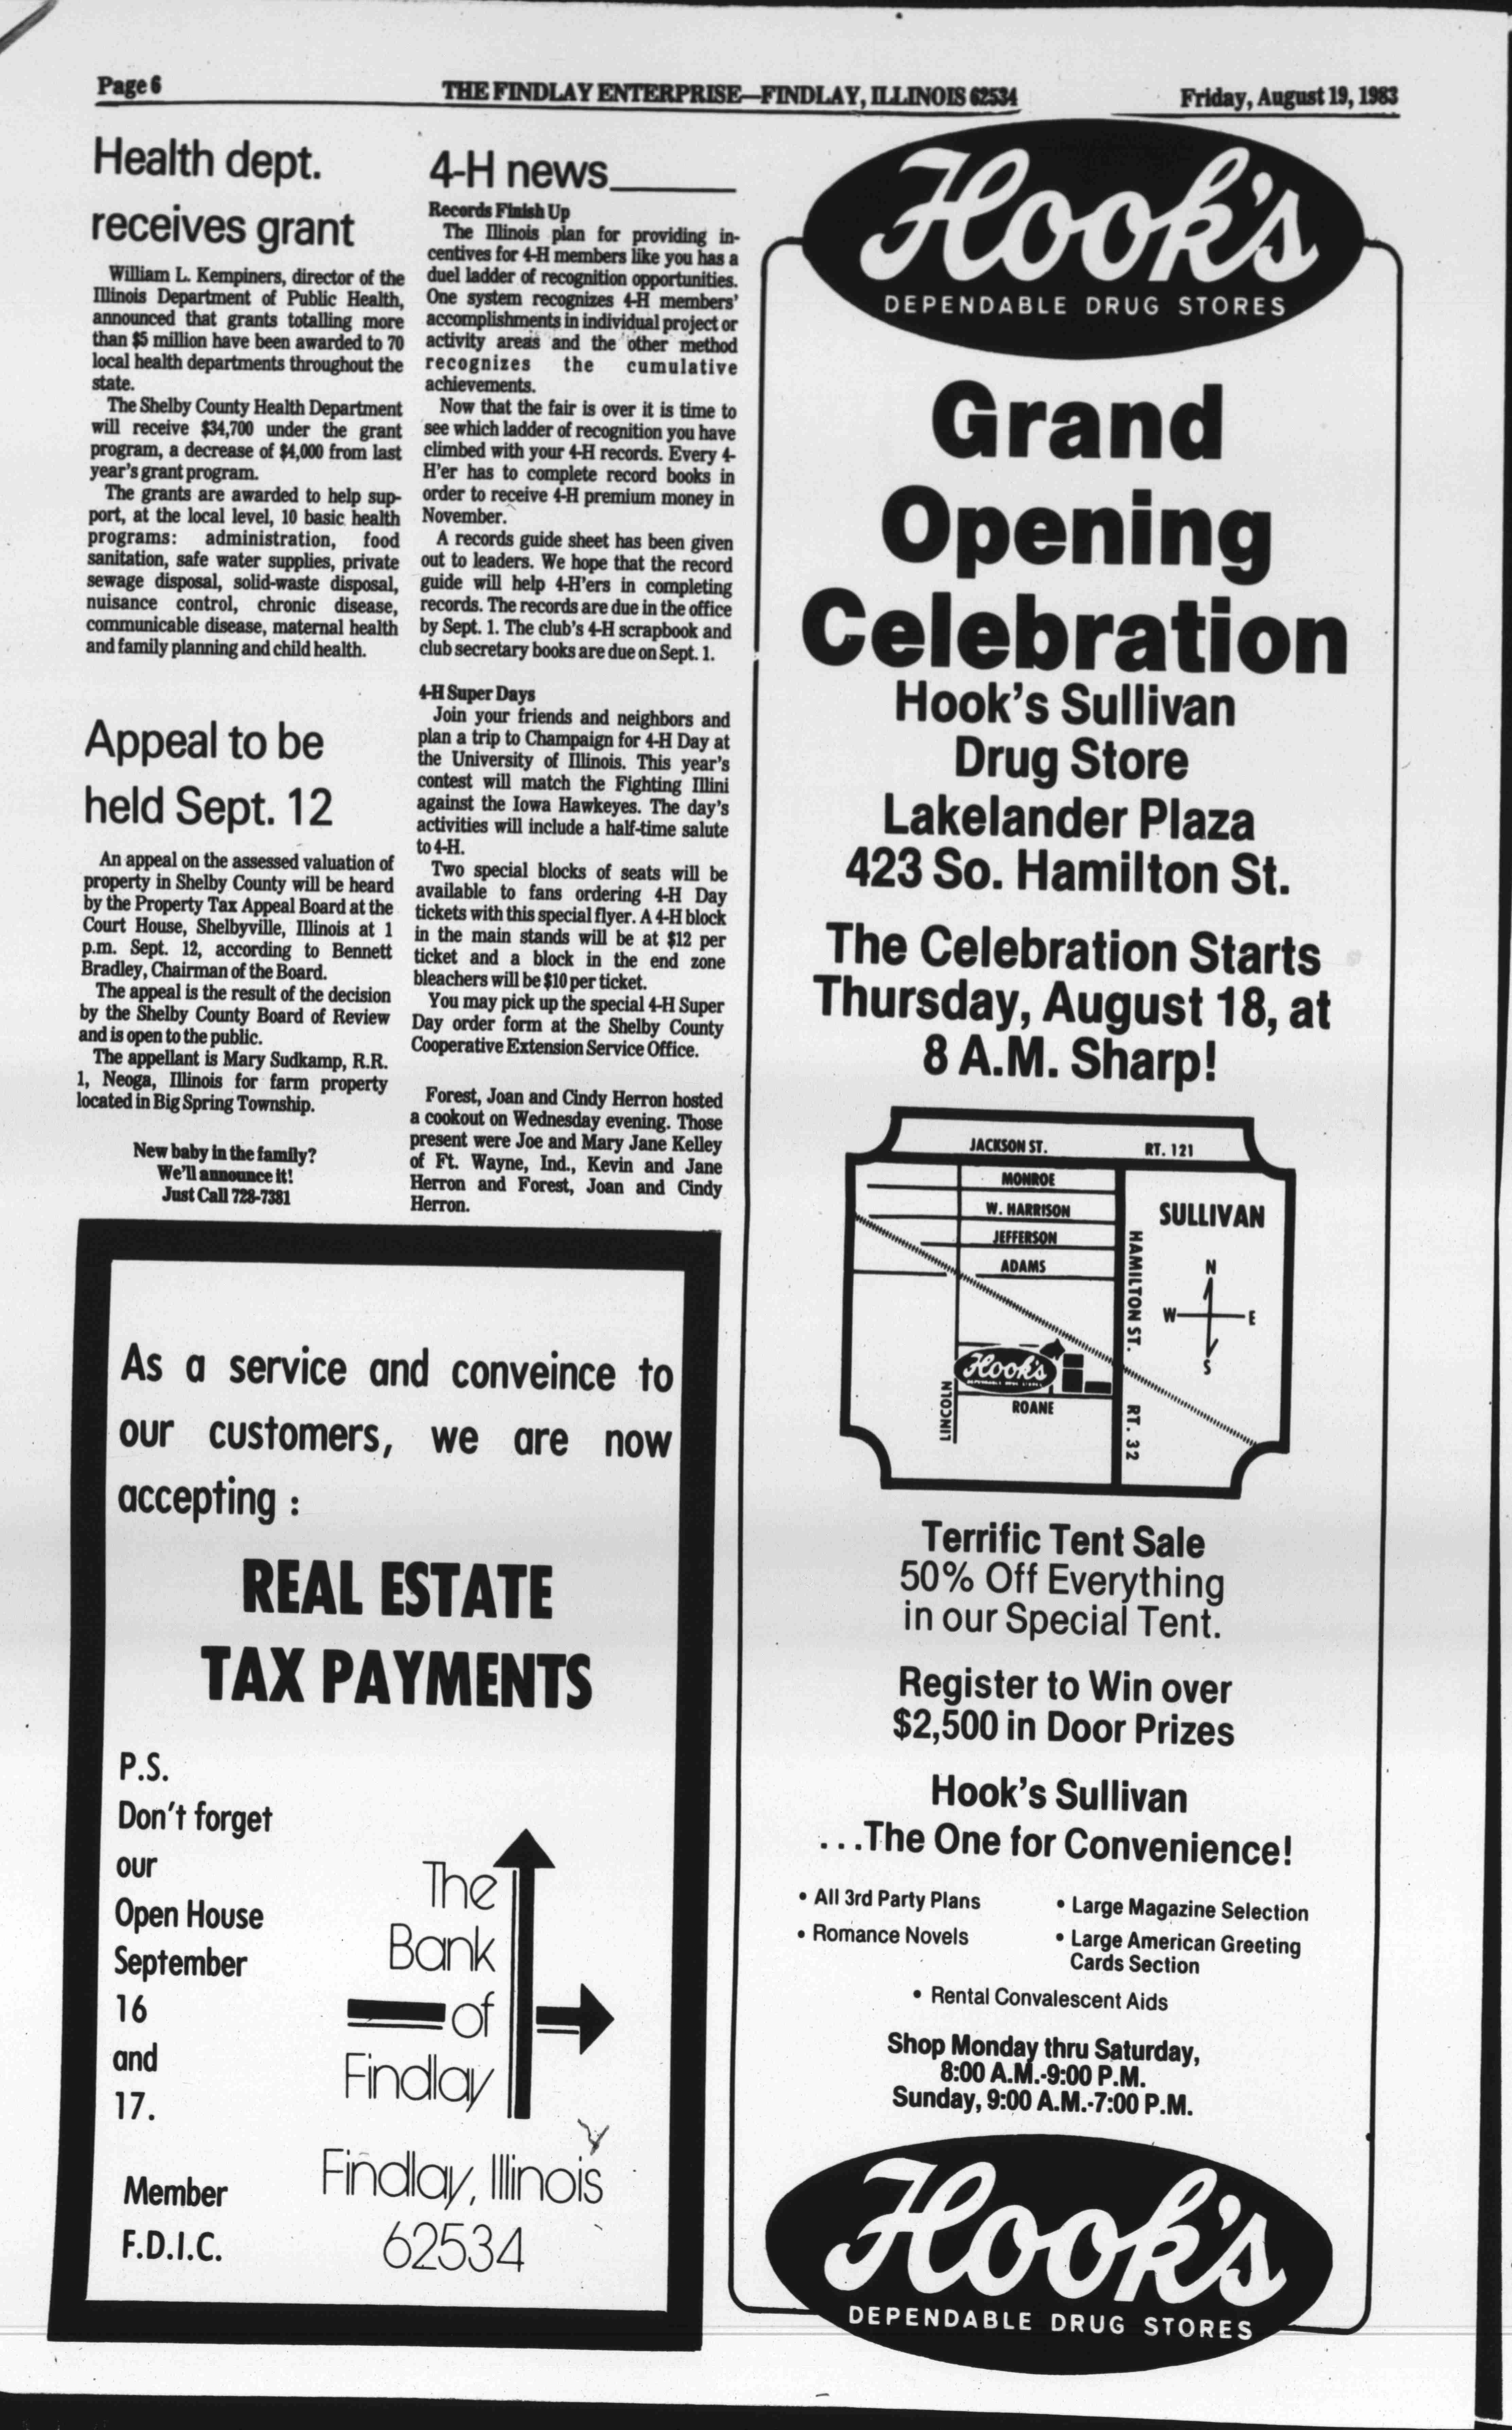 Page 6
THE FINDLAY ENTERPRISE—FINDLAY, ILLINOIS 62534
Friday, August 19, 1983
Health dept.
receives grant
William L. Kempiners, director of the
Illinois Department of Public Health,
announced that grants totalling more
than $5 million have been awarded to 70
local health departments throughout the
state.
The Shelby County Health Department
will receive $34,700 under the grant
program, a decrease of $4,000 from last
year's grant program.
The grants are awarded to help sup-
port, at the local level, 10 basic health
programs: administration, food
sanitation, safe water supplies, private
sewage disposal, solid-waste disposal,
nuisance control, chronic disease,
communicable disease, maternal health
and family planning and child health.
Appeal to be
held Sept. 12
An appeal on the assessed valuation of
property in Shelby County will be heard
by the Property Tax Appeal Board at the
Court House, Shelbyville, Illinois at 1
p.m. Sept. 12, according to Bennett
Bradley, Chairman of the Board.
The appeal is the result of the decision
by the Shelby County Board of Review
and is open to the public.
The appellant is Mary Sudkamp, R.R.
1, Neoga, Illinois for farm property
located in Big Spring Township.
New baby in the family?
We'll announce it!
Just Call 728-7381
4-H news
Records Finish Up
The Illinois plan for providing in-
centives for 4-H members like you has a
duel ladder of recognition opportunities.
One system recognizes 4-H members'
accomplishments in individual project or
activity areas and the other method
recognizes the cumulative
achievements.
Now that the fair is over it is time to
see which ladder of recognition you have
climbed with your 4-H records. Every 4-
H'er has to complete record books in
order to receive 4-H premium money in
November.
A records guide sheet has been given
out to leaders. We hope that the record
guide will help 4-H'ers in completing
records. The records are due in the office
by Sept. 1. The club's 4-H scrapbook and
club secretary books are due on Sept. 1.
4-H Super Days
Join your friends and neighbors and
plan a trip to Champaign for 4-H Day at
the University of Illinois. This year's
contest will match the Fighting Illini
against the Iowa Hawkeyes. The day's
activities will include a half-time salute
to 4-H.
Two special blocks of seats will be
available to fans ordering 4-H Day
tickets with this special flyer. A 4-H block
in the main stands will be at $12 per
ticket and a block in the end zone
bleachers will be $10 per ticket.
You may pick up the special 4-H Super
Day order form at the Shelby County
Cooperative Extension Service Office.
Forest, Joan and Cindy Herron hosted
a cookout on Wednesday evening. Those
present were Joe and Mary Jane Kelley
of Ft. Wayne, Ind., Kevin and Jane
Herron and Forest, Joan and Cindy
Herron.
As a service and conveince to
our customers, we are now
accepting :
REAL ESTATE
TAX PAYMENTS
P.S.
Don't forget
our
Open House
September
16
and
17.
Member
F.D.I.C.
The
Bank
of
Findlay
Findlay, Illinois
62534
Hook's
DEPENDABLE DRUG STORES
Grand
Opening
Celebration
Hook's Sullivan
Drug Store
Lakelander Plaza
423 So. Hamilton St.
The Celebration Starts
Thursday, August 18, at
8 A.M. Sharp!
JACKSON ST.
RT. 121
MONROE
W. HARRISON
JEFFERSON
ADAMS
SULLIVAN
HAMILTON ST.
N
W
E
S
Hook's
LINCOLN
ROANE
RT. 32
Terrific Tent Sale
50% Off Everything
in our Special Tent.
Register to Win over
$2,500 in Door Prizes
Hook's Sullivan
...The One for Convenience!
• All 3rd Party Plans
• Romance Novels
• Large Magazine Selection
• Large American Greeting
Cards Section
• Rental Convalescent Aids
Shop Monday thru Saturday,
8:00 A.M.-9:00 P.M.
Sunday, 9:00 A.M.-7:00 P.M.
Hook's
DEPENDABLE DRUG STORES